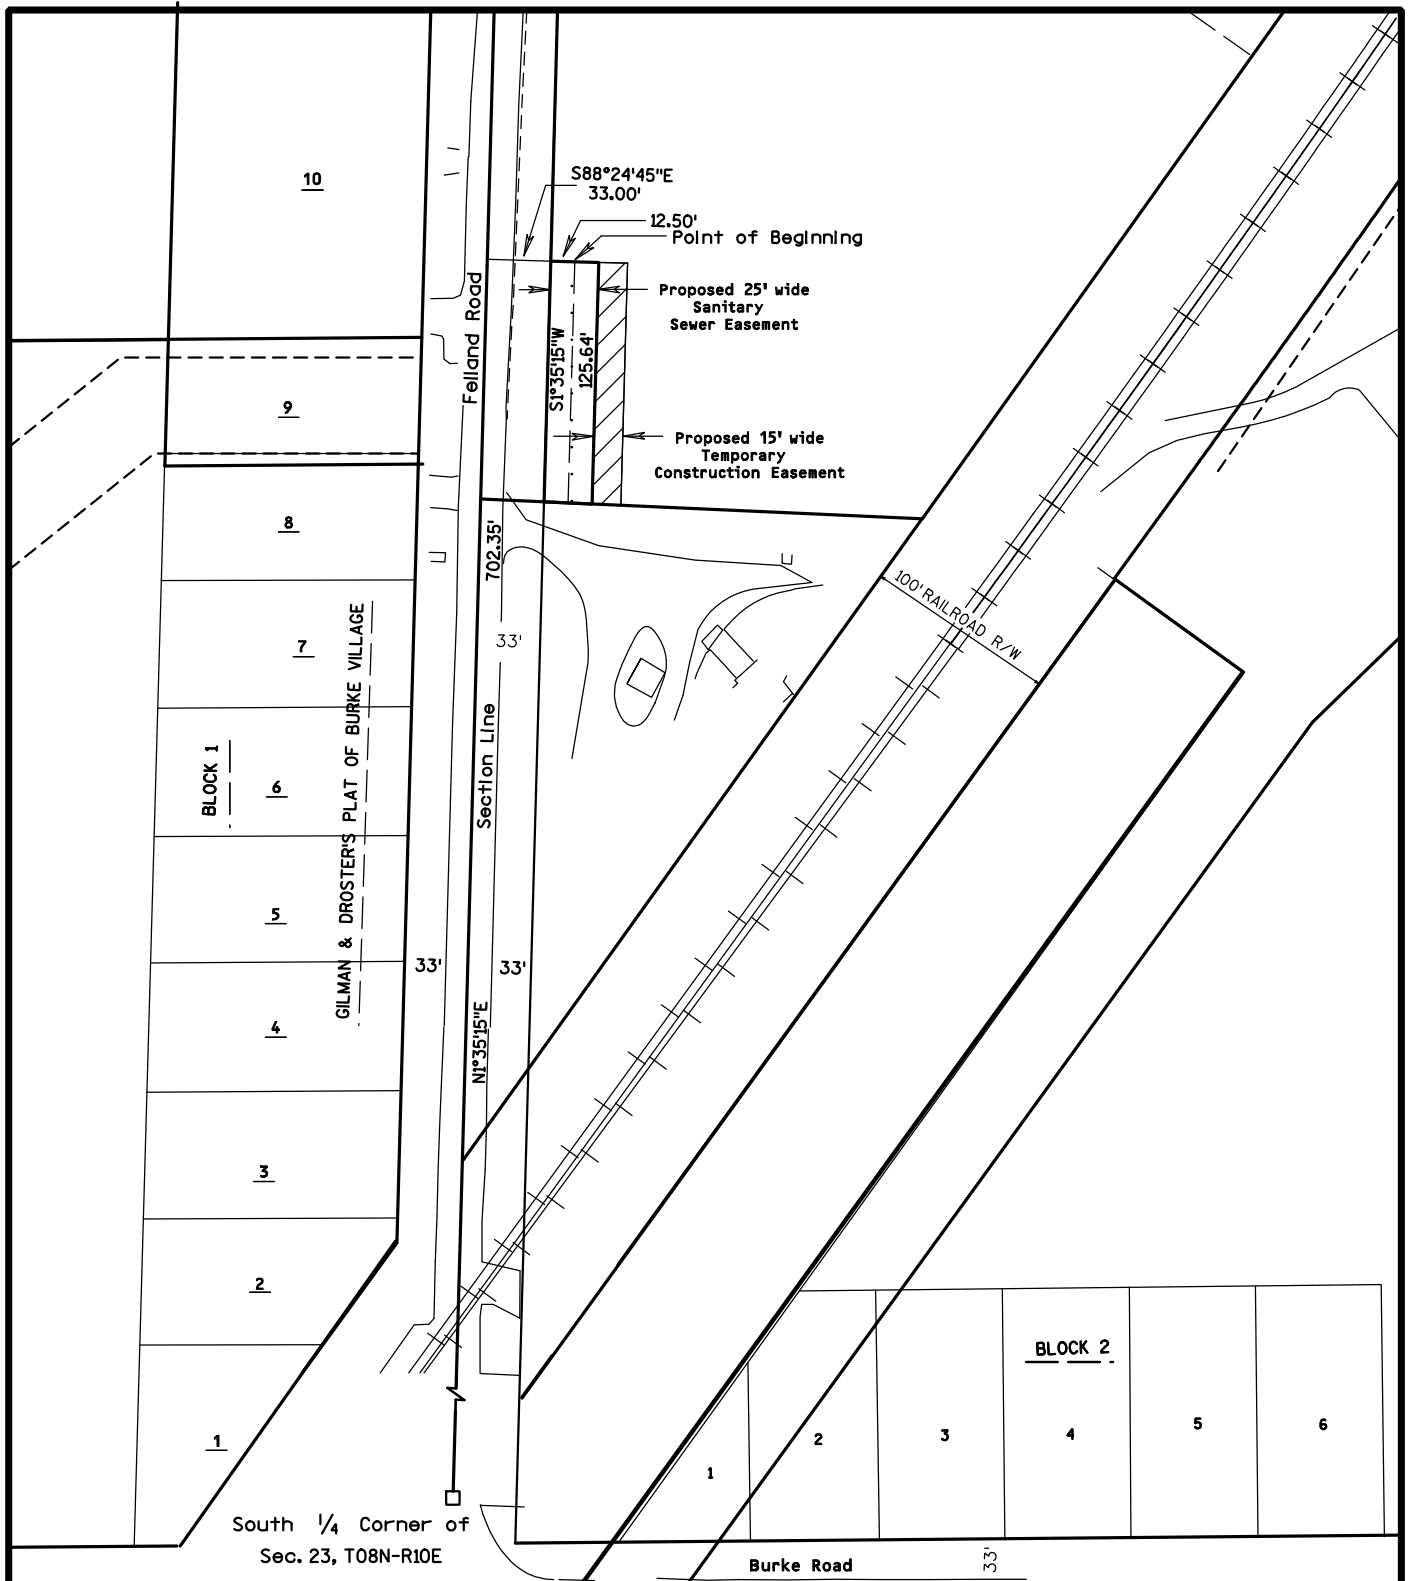 10
S88°24'45"E
33.00'
12.50'
Point of Beginning
Felland Road
Proposed 25' wide
Sanitary
Sewer Easement
S1°35'15"W
125.64'
9
Proposed 15' wide
Temporary
Construction Easement
8
702.35'
100' RAILROAD R/W
33'
7
GILMAN & DROSTER'S PLAT OF BURKE VILLAGE
BLOCK 1
Section Line
6
5
33'
33'
N1°35'15"E
4
3
2
BLOCK 2
1
1
2
3
4
5
6
South 1/4 Corner of
Sec. 23, T08N-R10E
Burke Road
33'